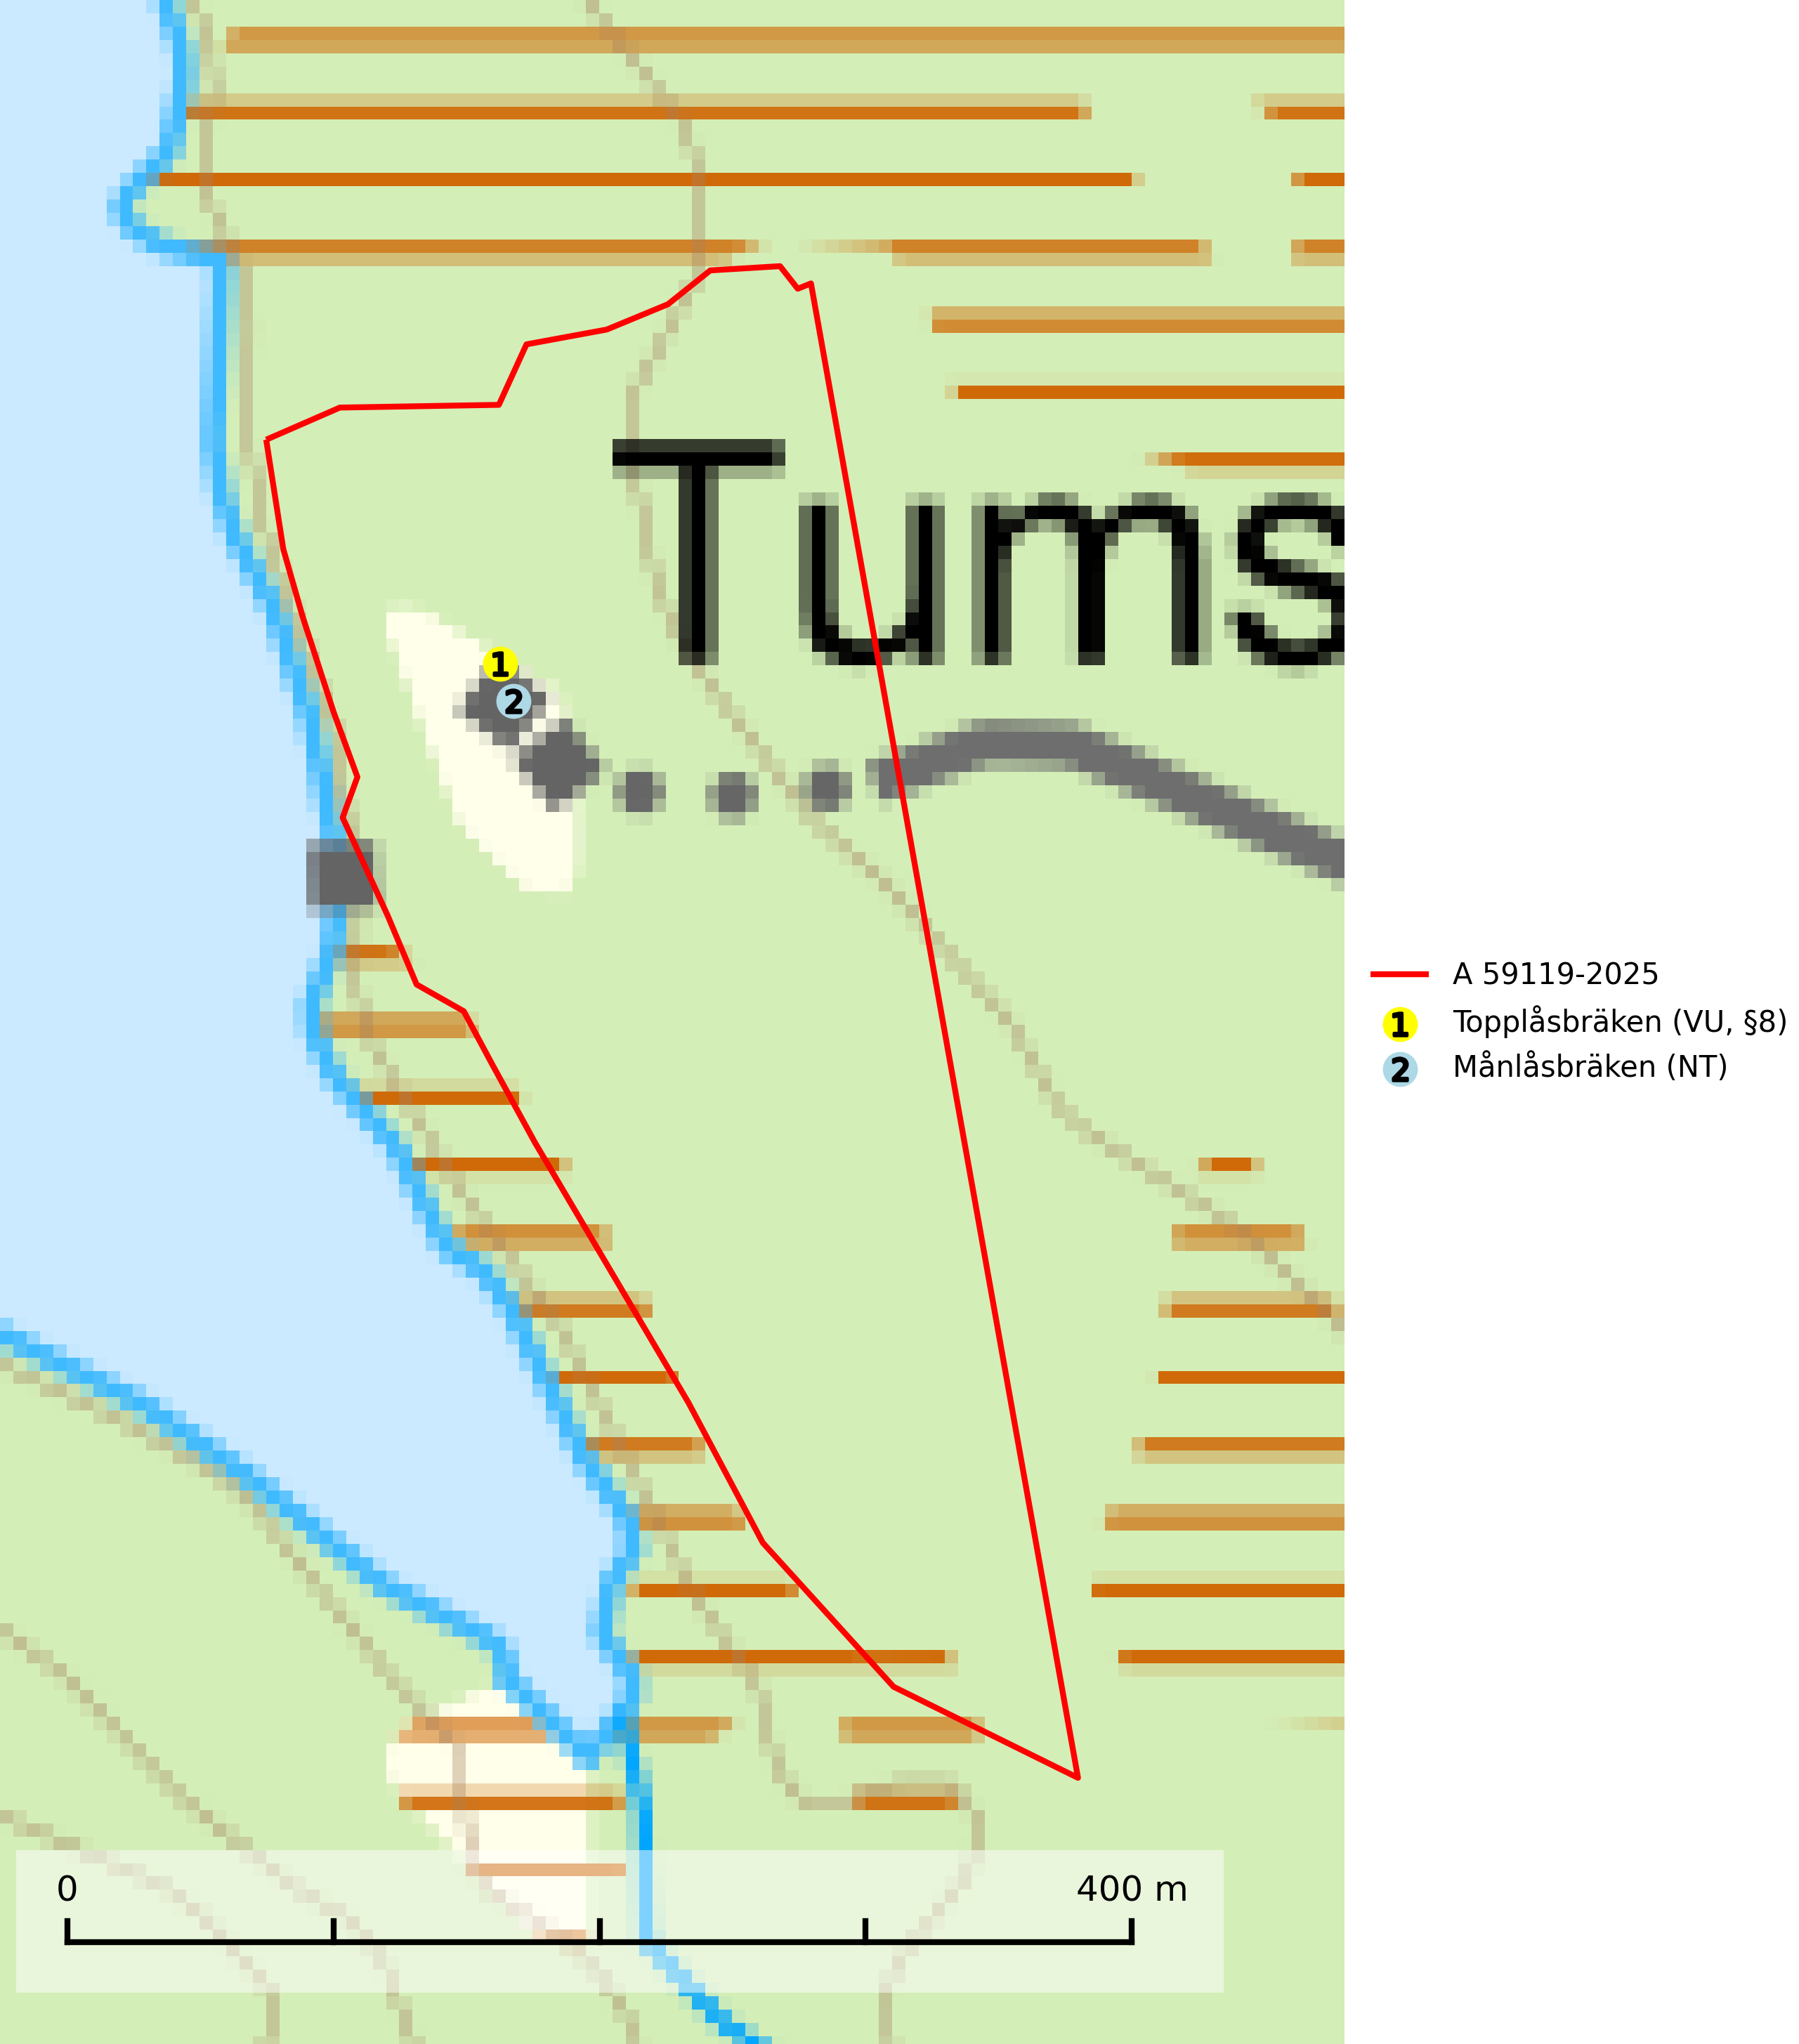 Tums
1
2
A 59119-2025
1 Topplåsbräken (VU, §8)
2 Månlåsbräken (NT)
0 400 m